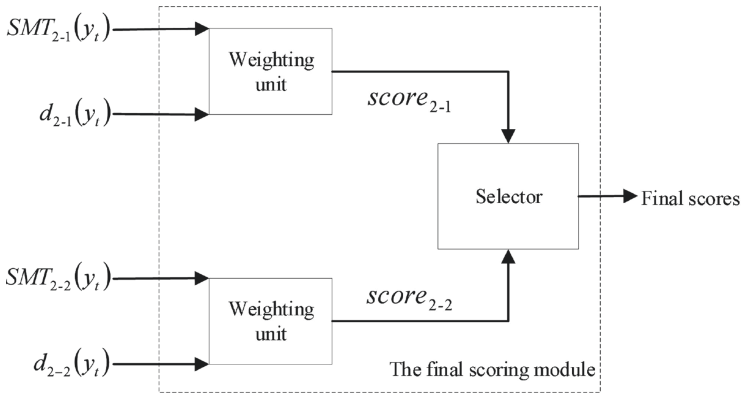 SMT₂₋₁(yₜ)
Weighting
unit
d₂₋₁(yₜ)
score₂₋₁
Selector
Final scores
SMT₂₋₂(yₜ)
Weighting
unit
d₂₋₂(yₜ)
score₂₋₂
The final scoring module